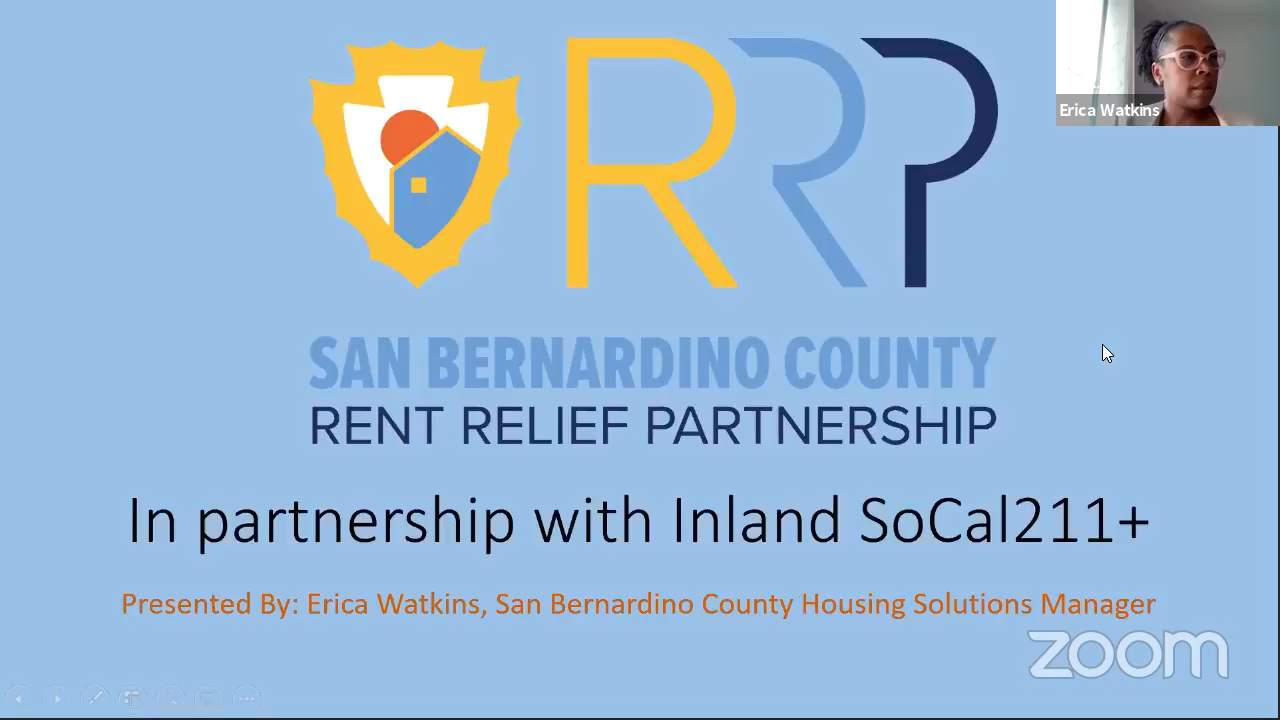 Erica Watkins
RRP
SAN BERNARDINO COUNTY
RENT RELIEF PARTNERSHIP
In partnership with Inland SoCal211+
Presented By: Erica Watkins, San Bernardino County Housing Solutions Manager
zoom